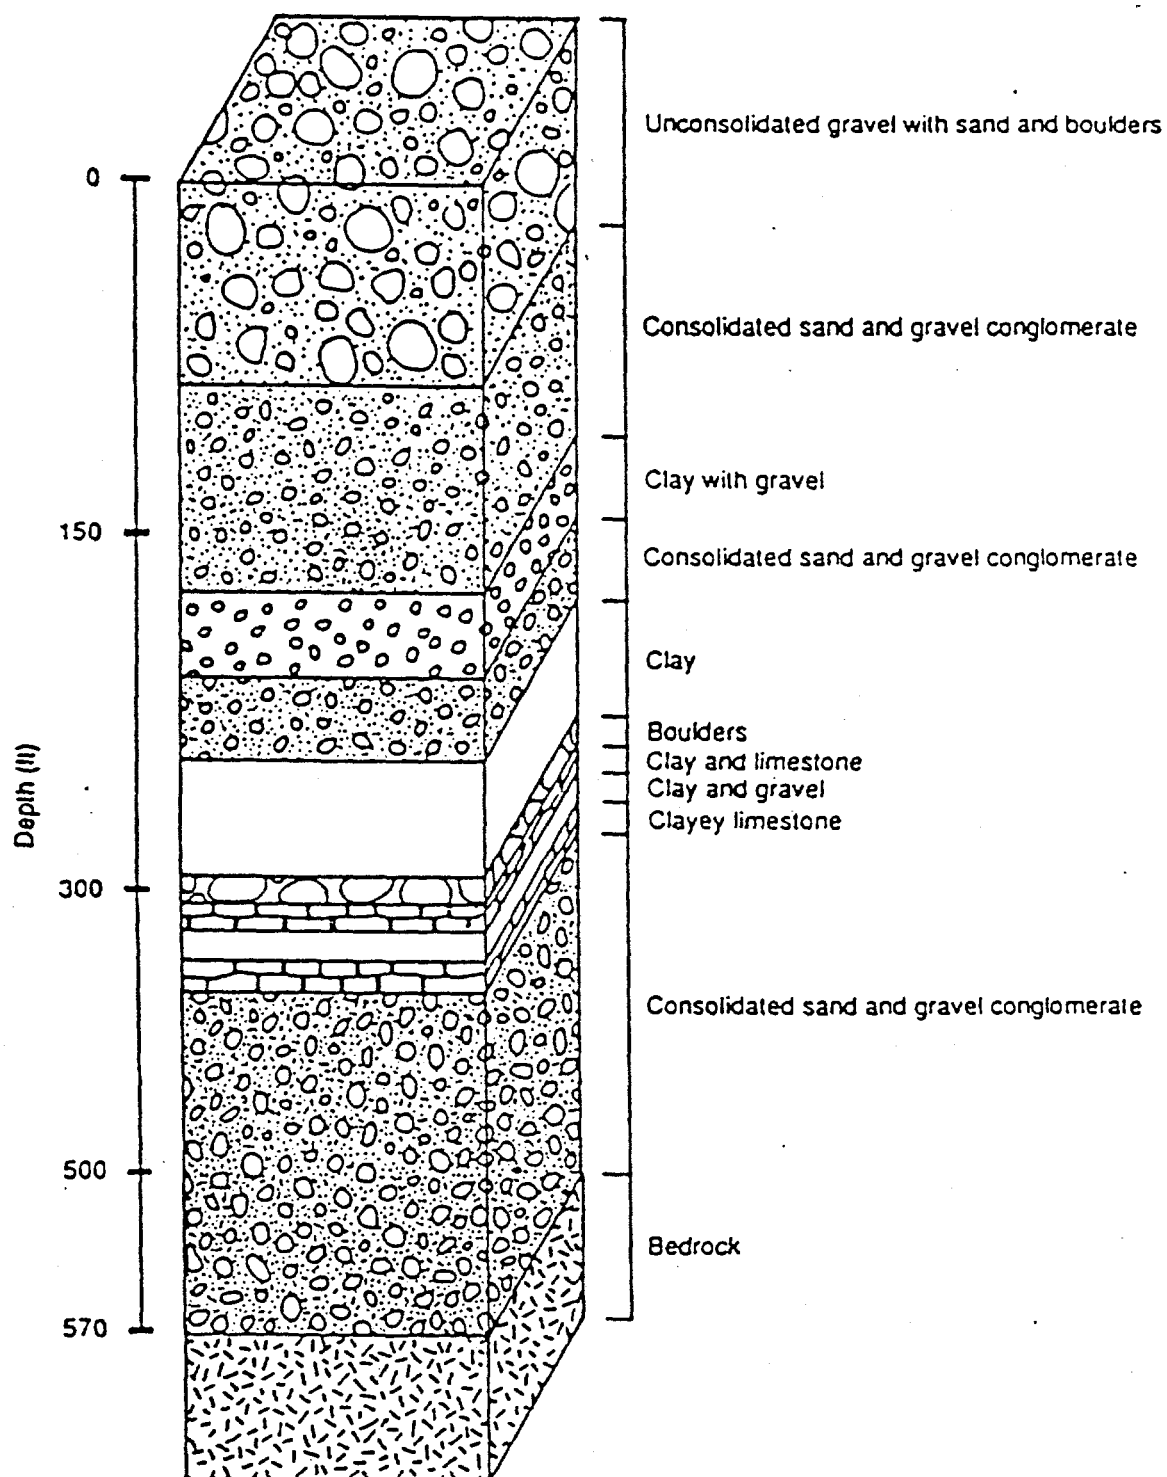 Unconsolidated gravel with sand and boulders
0
Consolidated sand and gravel conglomerate
Clay with gravel
150
Consolidated sand and gravel conglomerate
Clay
Boulders
Clay and limestone
Clay and gravel
Clayey limestone
Depth (ft)
300
Consolidated sand and gravel conglomerate
500
Bedrock
570